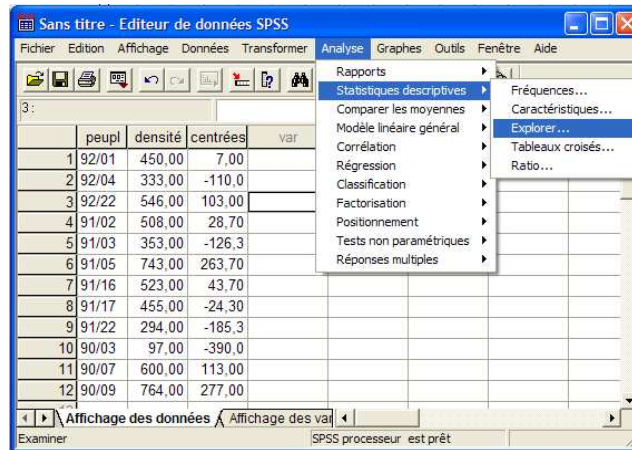 Sans titre - Editeur de données SPSS
Fichier Edition Affichage Données Transformer Analyse Graphes Outils Fenêtre Aide
Rapports
Statistiques descriptives
Comparer les moyennes
Modèle linéaire général
Corrélation
Régression
Classification
Factorisation
Positionnement
Tests non paramétriques
Réponses multiples
Fréquences...
Caractéristiques...
Explorer...
Tableaux croisés...
Ratio...
3 :
peupl densité centrées var
1 92/01 450,00 7,00
2 92/04 333,00 -110,0
3 92/22 546,00 103,00
4 91/02 508,00 28,70
5 91/03 353,00 -126,3
6 91/05 743,00 263,70
7 91/16 523,00 43,70
8 91/17 455,00 -24,30
9 91/22 294,00 -185,3
10 90/03 97,00 -390,0
11 90/07 600,00 113,00
12 90/09 764,00 277,00
Affichage des données Affichage des var
Examiner SPSS processeur est prêt